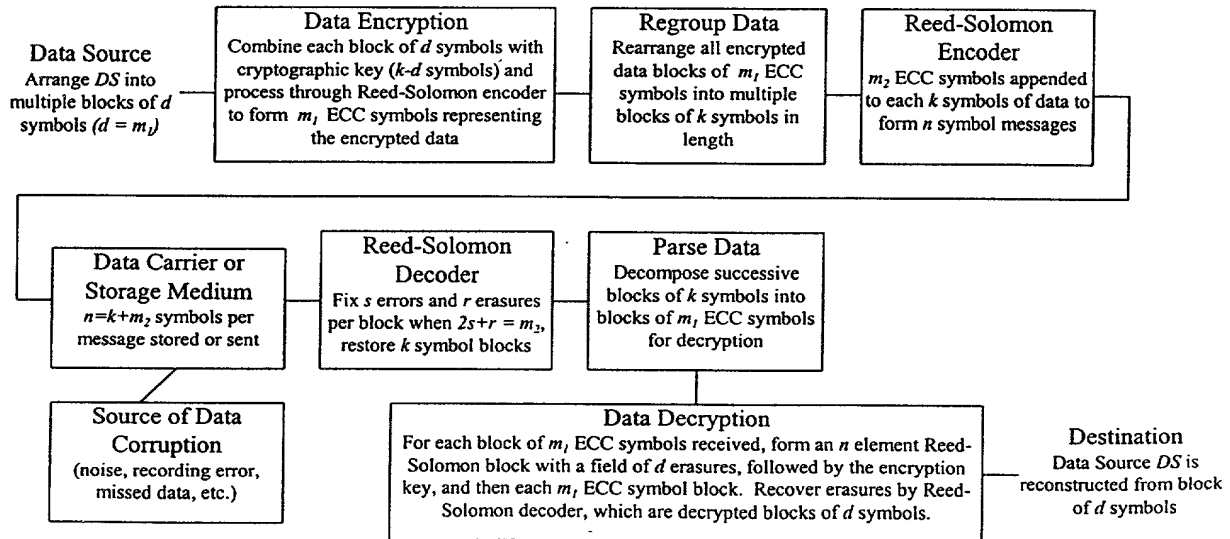 Data Source
Arrange DS into
multiple blocks of d
symbols (d = m₁)
Data Encryption
Combine each block of d symbols with
cryptographic key (k-d symbols) and
process through Reed-Solomon encoder
to form m₁ ECC symbols representing
the encrypted data
Regroup Data
Rearrange all encrypted
data blocks of m₁ ECC
symbols into multiple
blocks of k symbols in
length
Reed-Solomon
Encoder
m₂ ECC symbols appended
to each k symbols of data to
form n symbol messages
Data Carrier or
Storage Medium
n=k+m₂ symbols per
message stored or sent
Reed-Solomon
Decoder
Fix s errors and r erasures
per block when 2s+r = m₂,
restore k symbol blocks
Parse Data
Decompose successive
blocks of k symbols into
blocks of m₁ ECC symbols
for decryption
Source of Data
Corruption
(noise, recording error,
missed data, etc.)
Data Decryption
For each block of m₁ ECC symbols received, form an n element Reed-
Solomon block with a field of d erasures, followed by the encryption
key, and then each m₁ ECC symbol block. Recover erasures by Reed-
Solomon decoder, which are decrypted blocks of d symbols.
Destination
Data Source DS is
reconstructed from block
of d symbols